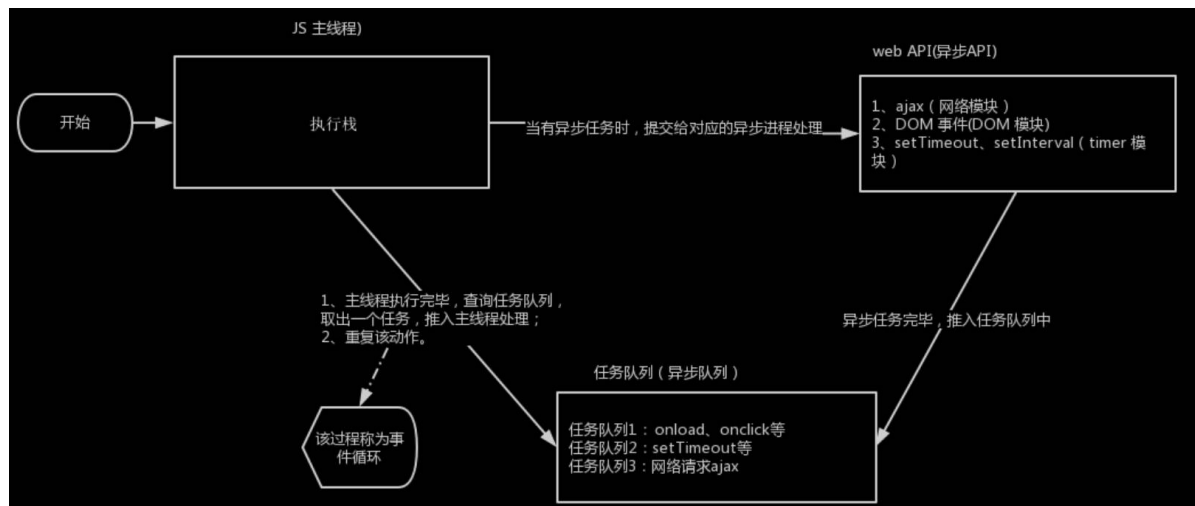 JS 主线程)
web API(异步API)
开始
执行栈
当有异步任务时，提交给对应的异步进程处理
1、ajax（网络模块）
2、DOM 事件(DOM 模块)
3、setTimeout、setInterval（timer 模
块）
1、主线程执行完毕，查询任务队列，
取出一个任务，推入主线程处理；
2、重复该动作。
异步任务完毕，推入任务队列中
任务队列（异步队列）
任务队列1：onload、onclick等
任务队列2：setTimeout等
任务队列3：网络请求ajax
该过程称为事
件循环